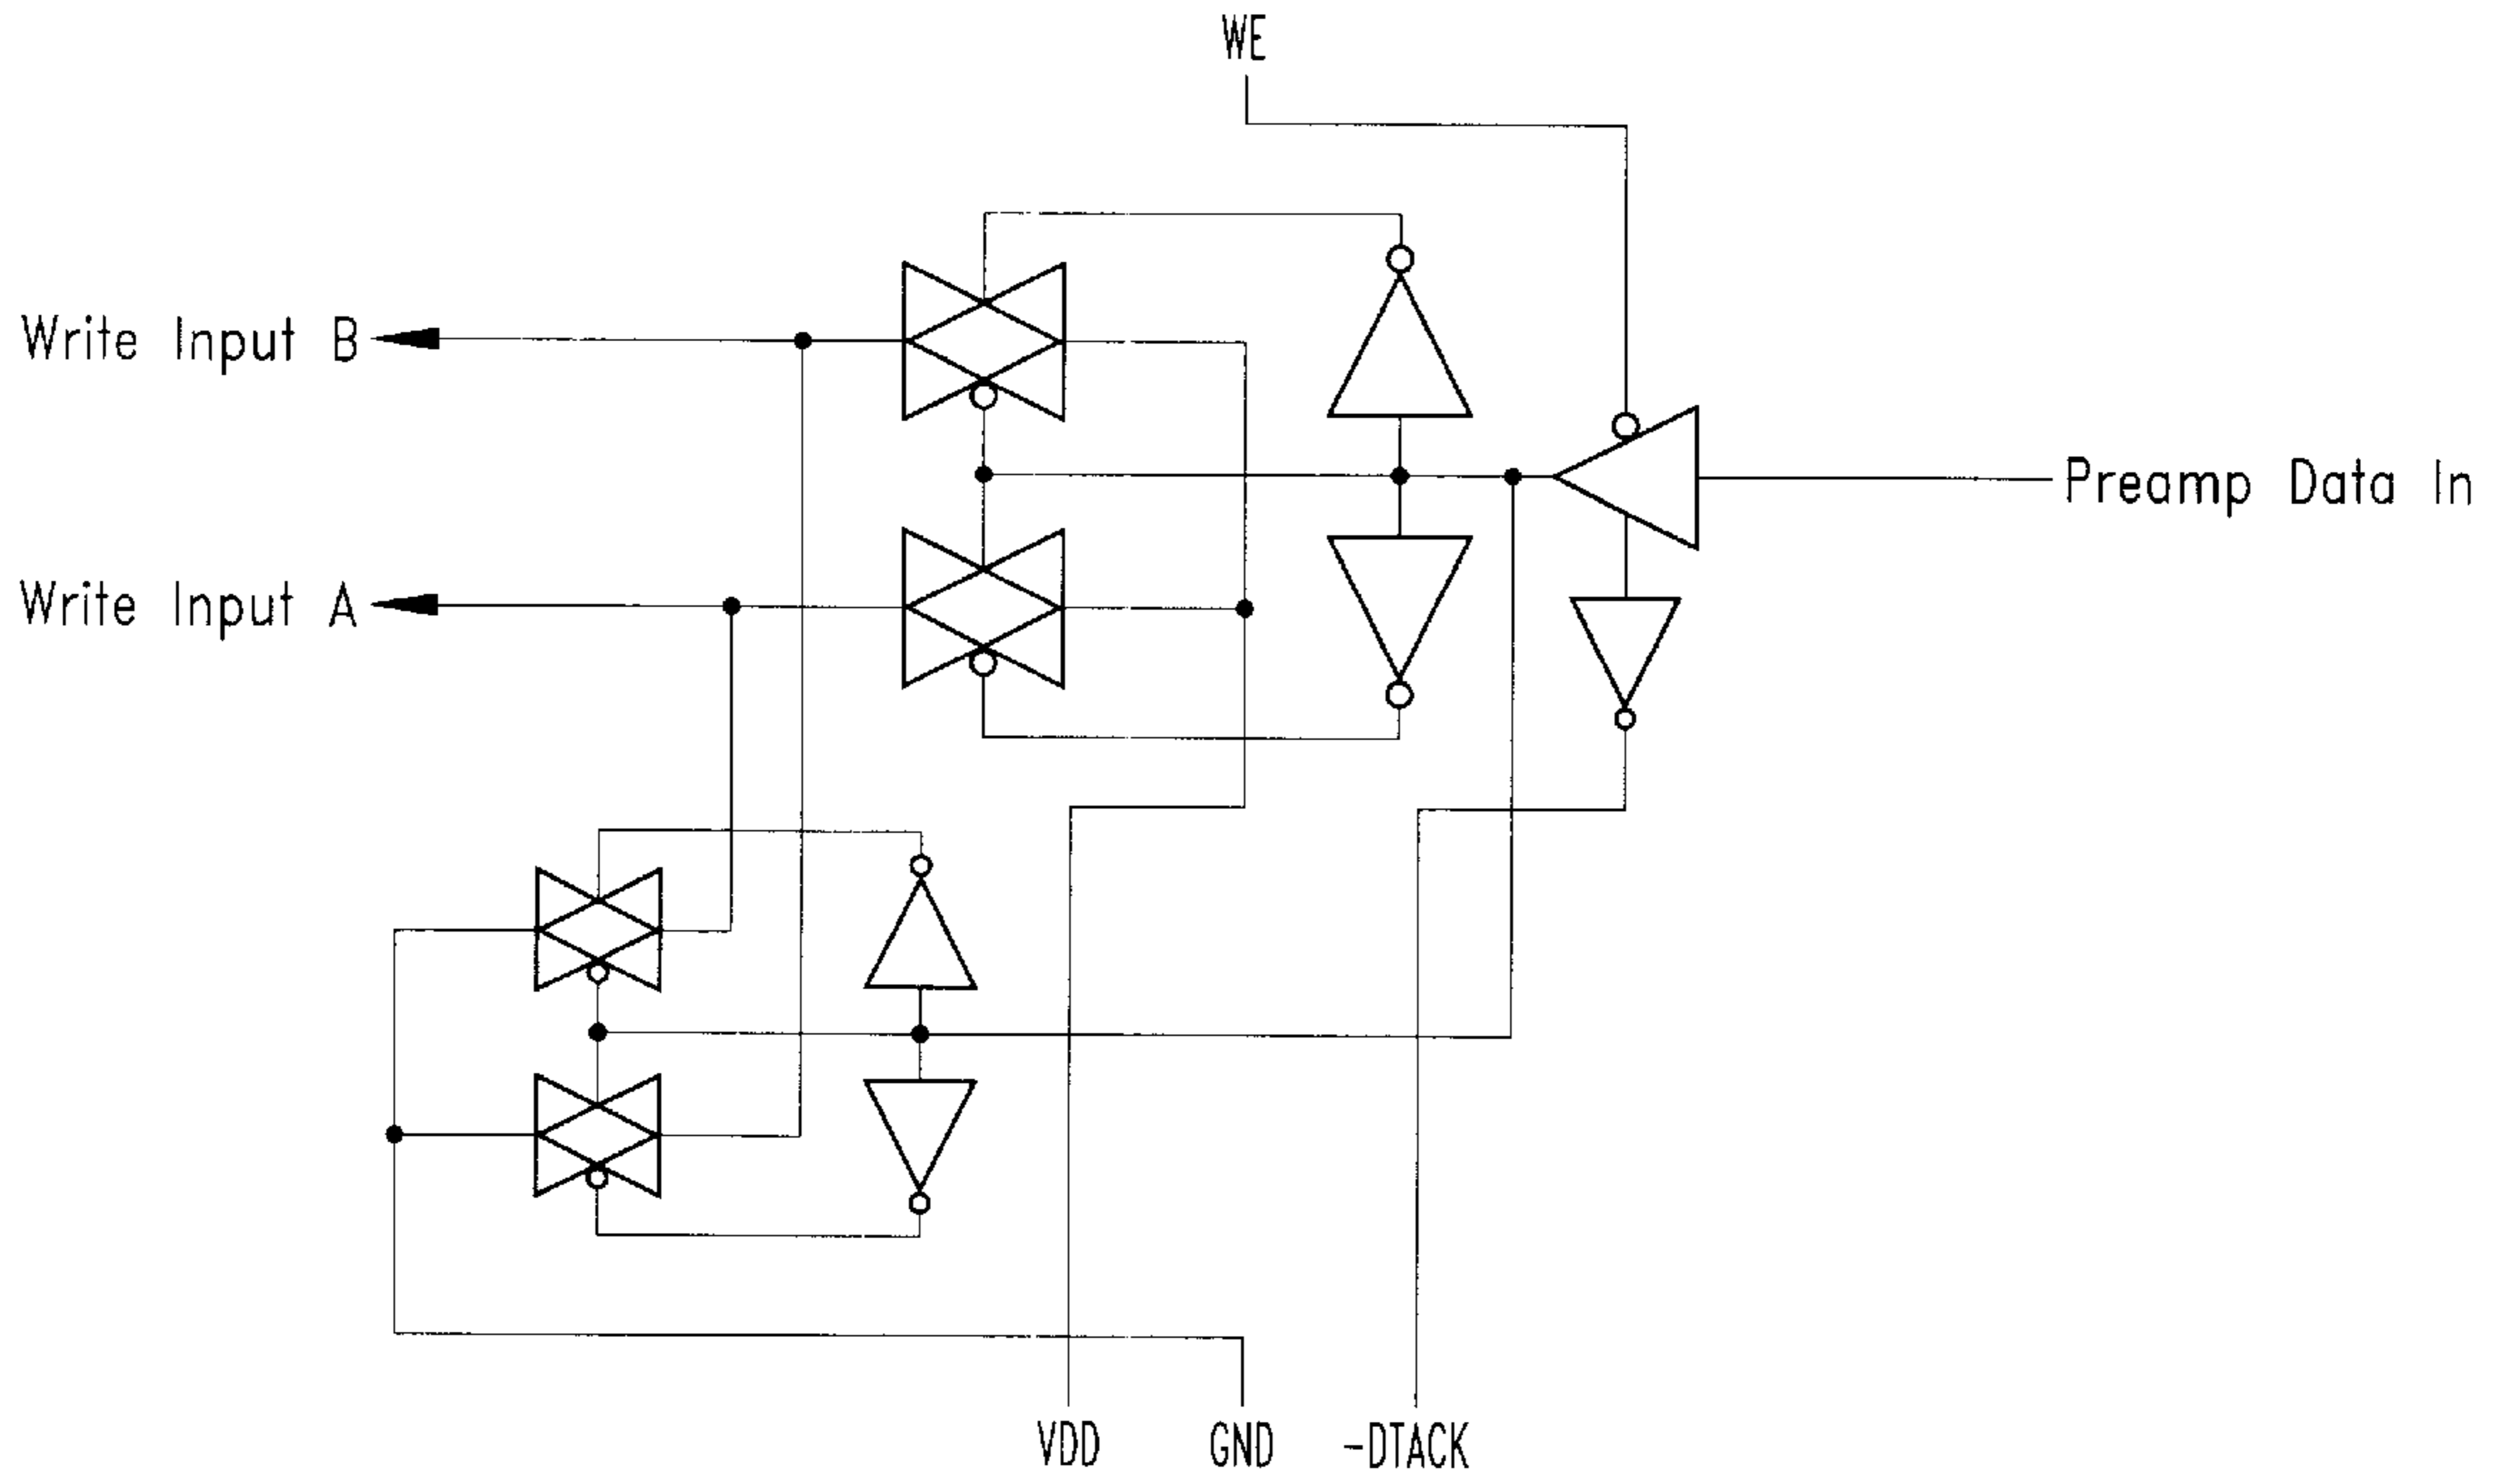 WE
Write Input B
Preamp Data In
Write Input A
VDD
GND
-DTACK